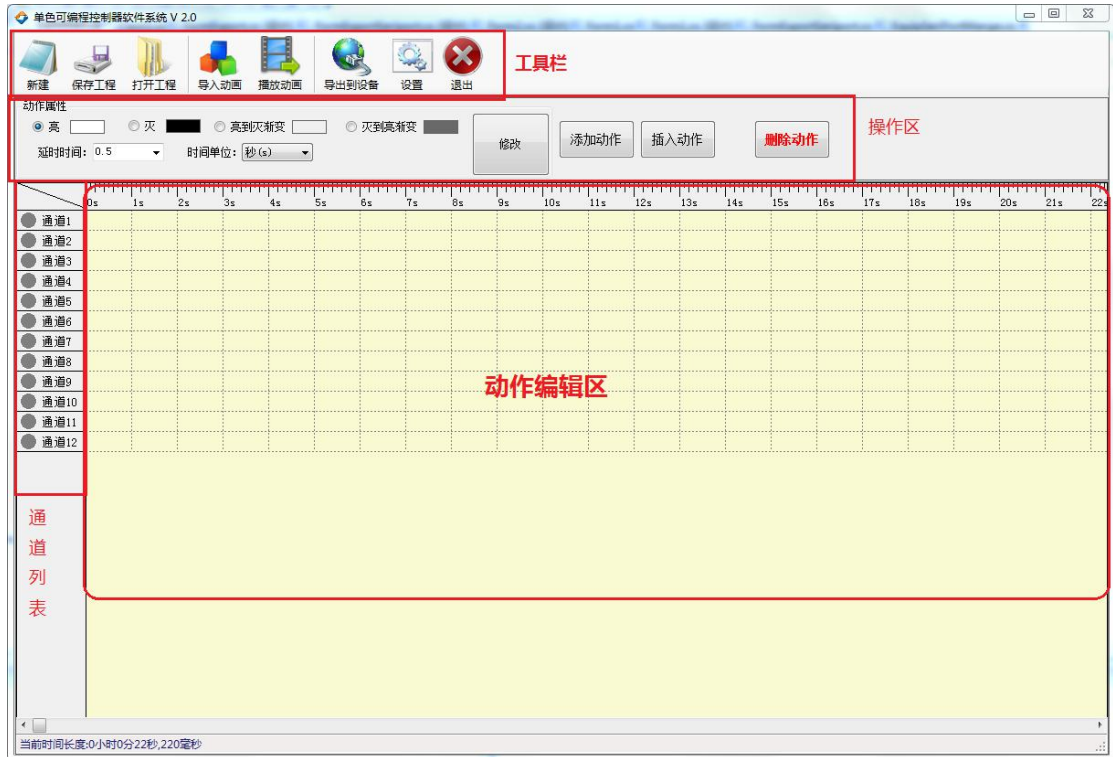 单色可编程控制器软件系统 V 2.0
新建 保存工程 打开工程 导入动画 播放动画 导出到设备 设置 退出
工具栏
动作属性
亮 灭 亮到灭渐变 灭到亮渐变
延时时间: 0.5 时间单位: 秒(s)
修改 添加动作 插入动作 删除动作
操作区
0s 1s 2s 3s 4s 5s 6s 7s 8s 9s 10s 11s 12s 13s 14s 15s 16s 17s 18s 19s 20s 21s 22s
通道1
通道2
通道3
通道4
通道5
通道6
通道7
通道8
通道9
通道10
通道11
通道12
动作编辑区
通
道
列
表
当前时间长度:0小时0分22秒,220毫秒